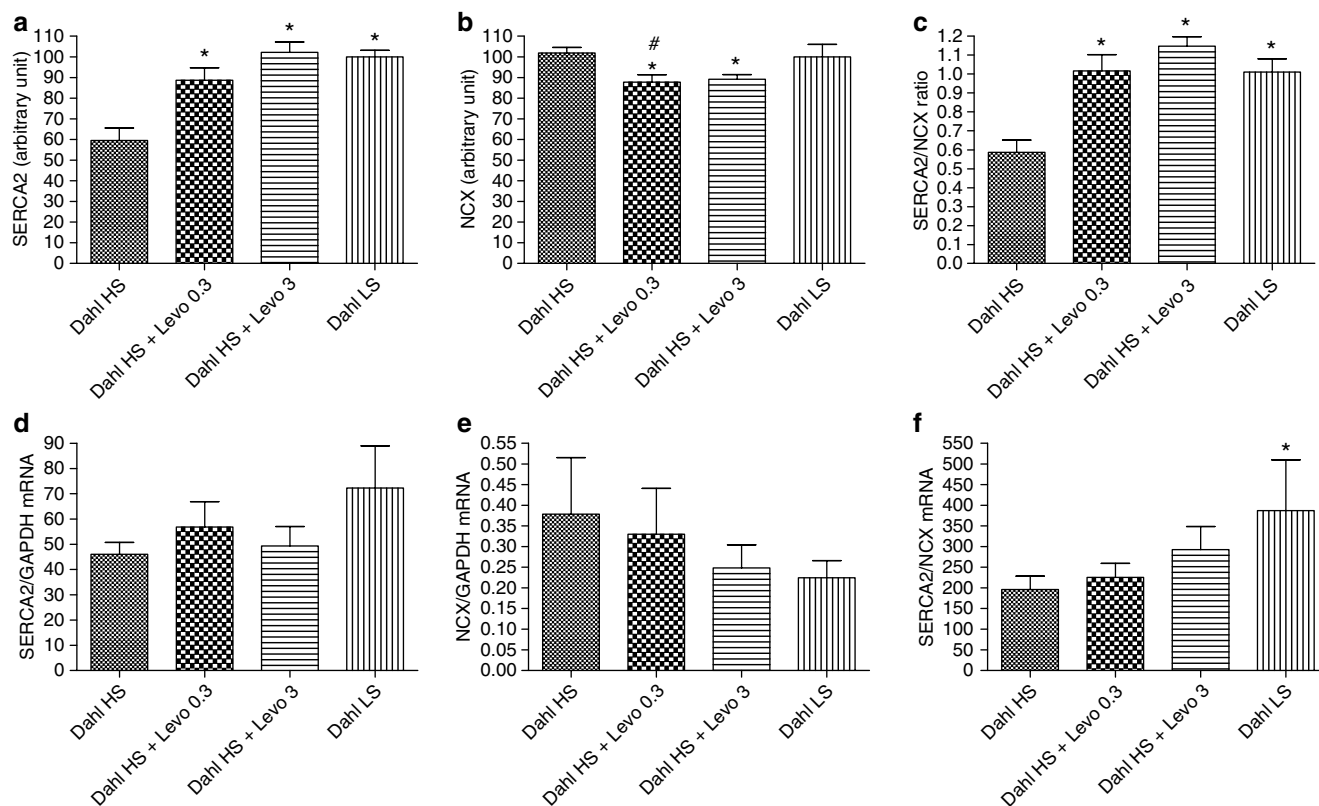 a
SERCA2 (arbitrary unit)
120
110
100
90
80
70
60
50
40
30
20
10
0
*
*
*
Dahl HS
Dahl HS + Levo 0.3
Dahl HS + Levo 3
Dahl LS
b
NCX (arbitrary unit)
120
110
100
90
80
70
60
50
40
30
20
10
0
#
*
*
Dahl HS
Dahl HS + Levo 0.3
Dahl HS + Levo 3
Dahl LS
c
SERCA2/NCX ratio
1.2
1.1
1.0
0.9
0.8
0.7
0.6
0.5
0.4
0.3
0.2
0.1
0.0
*
*
*
Dahl HS
Dahl HS + Levo 0.3
Dahl HS + Levo 3
Dahl LS
d
SERCA2/GAPDH mRNA
90
80
70
60
50
40
30
20
10
0
Dahl HS
Dahl HS + Levo 0.3
Dahl HS + Levo 3
Dahl LS
e
NCX/GAPDH mRNA
0.55
0.50
0.45
0.40
0.35
0.30
0.25
0.20
0.15
0.10
0.05
0.00
Dahl HS
Dahl HS + Levo 0.3
Dahl HS + Levo 3
Dahl LS
f
SERCA2/NCX mRNA
550
500
450
400
350
300
250
200
150
100
50
0
*
Dahl HS
Dahl HS + Levo 0.3
Dahl HS + Levo 3
Dahl LS